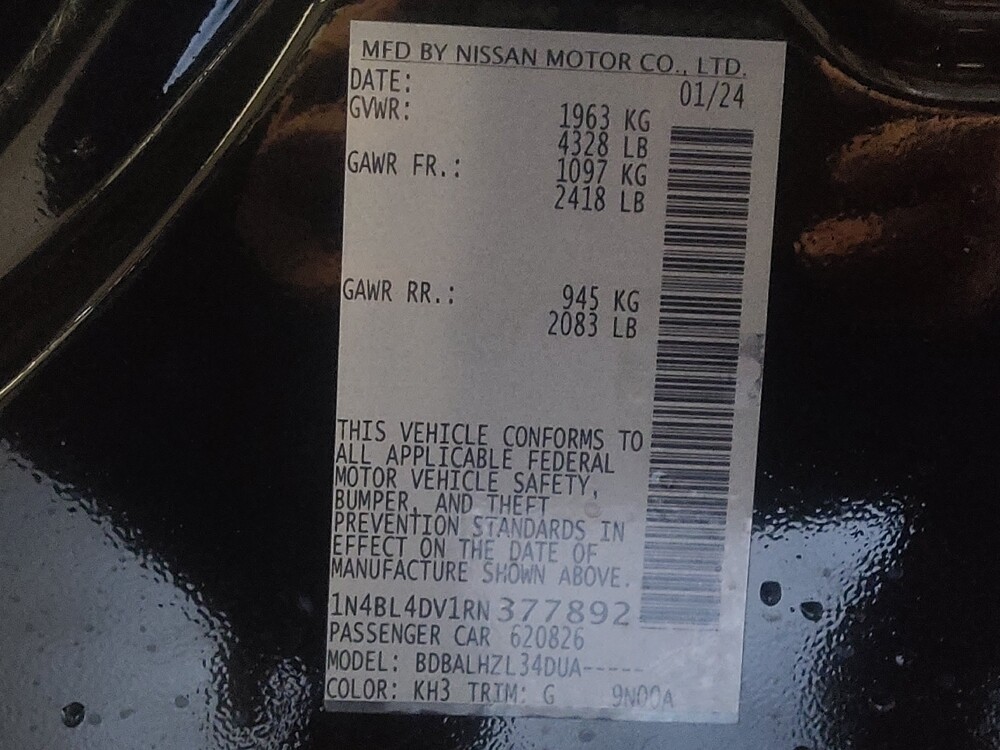 MFD BY NISSAN MOTOR CO., LTD.
DATE: 01/24
GVWR: 1963 KG
4328 LB
GAWR FR.: 1097 KG
2418 LB
GAWR RR.: 945 KG
2083 LB
THIS VEHICLE CONFORMS TO
ALL APPLICABLE FEDERAL
MOTOR VEHICLE SAFETY,
BUMPER, AND THEFT
PREVENTION STANDARDS IN
EFFECT ON THE DATE OF
MANUFACTURE SHOWN ABOVE.
1N4BL4DV1RN377892
PASSENGER CAR 620826
MODEL: BDBALHZL34DUA-----
COLOR: KH3 TRIM: G 9N00A